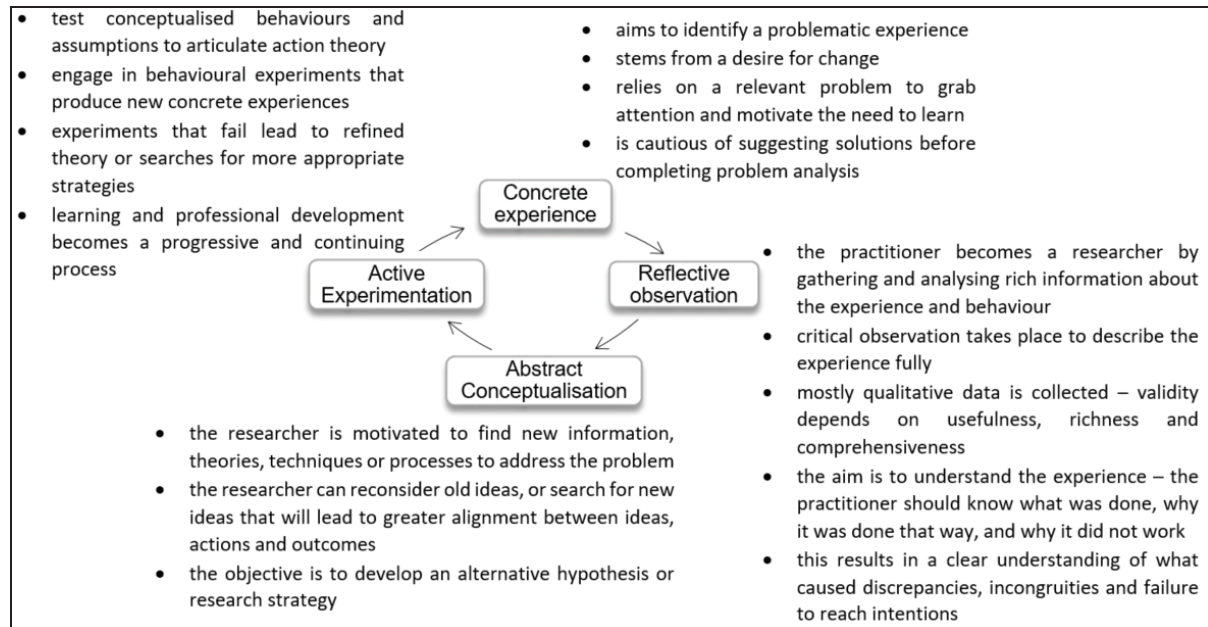 • test conceptualised behaviours and
assumptions to articulate action theory
• engage in behavioural experiments that
produce new concrete experiences
• experiments that fail lead to refined
theory or searches for more appropriate
strategies
• learning and professional development
becomes a progressive and continuing
process
• aims to identify a problematic experience
• stems from a desire for change
• relies on a relevant problem to grab
attention and motivate the need to learn
• is cautious of suggesting solutions before
completing problem analysis
Concrete
experience
Active
Experimentation
Reflective
observation
Abstract
Conceptualisation
• the practitioner becomes a researcher by
gathering and analysing rich information about
the experience and behaviour
• critical observation takes place to describe the
experience fully
• mostly qualitative data is collected – validity
depends on usefulness, richness and
comprehensiveness
• the aim is to understand the experience – the
practitioner should know what was done, why
it was done that way, and why it did not work
• this results in a clear understanding of what
caused discrepancies, incongruities and failure
to reach intentions
• the researcher is motivated to find new information,
theories, techniques or processes to address the problem
• the researcher can reconsider old ideas, or search for new
ideas that will lead to greater alignment between ideas,
actions and outcomes
• the objective is to develop an alternative hypothesis or
research strategy